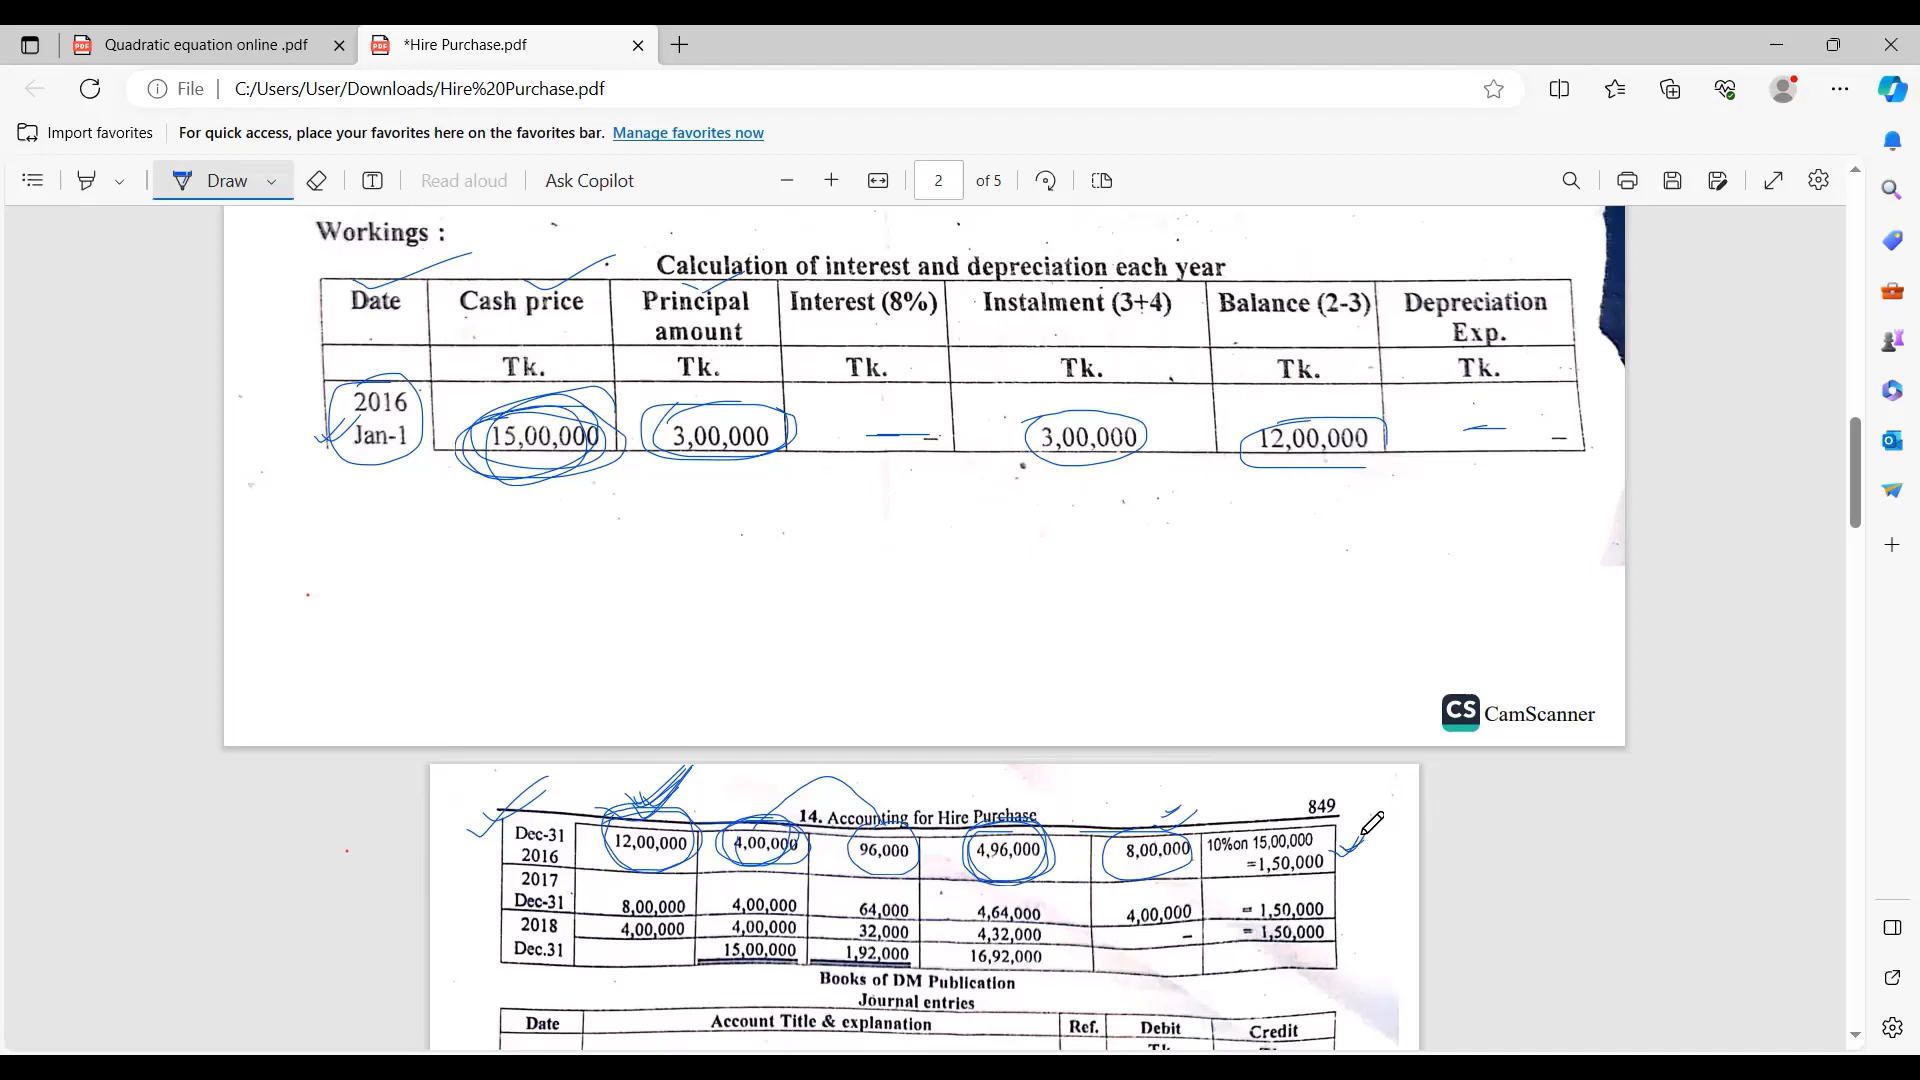 Quadratic equation online .pdf
*Hire Purchase.pdf
File C:/Users/User/Downloads/Hire%20Purchase.pdf
Import favorites For quick access, place your favorites here on the favorites bar. Manage favorites now
Draw Read aloud Ask Copilot 2 of 5
Workings :
Calculation of interest and depreciation each year
Date Cash price Principal amount Interest (8%) Instalment (3+4) Balance (2-3) Depreciation Exp.
Tk. Tk. Tk. Tk. Tk. Tk.
2016
Jan-1 15,00,000 3,00,000 – 3,00,000 12,00,000 –
CS CamScanner
14. Accounting for Hire Purchase 849
Dec-31 12,00,000 4,00,000 96,000 4,96,000 8,00,000 10%on 15,00,000
2016 =1,50,000
2017
Dec-31 8,00,000 4,00,000 64,000 4,64,000 4,00,000 = 1,50,000
2018 4,00,000 4,00,000 32,000 4,32,000 – = 1,50,000
Dec.31 15,00,000 1,92,000 16,92,000
Books of DM Publication
Journal entries
Date Account Title & explanation Ref. Debit Credit